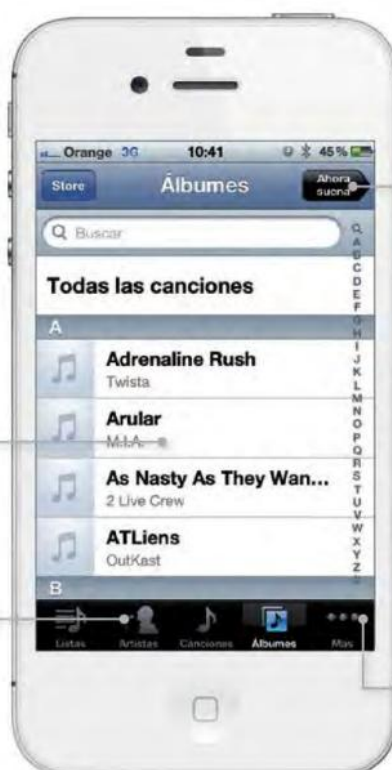 Orange 3G 10:41 45 %
Store Álbumes Ahora suena
Buscar
Todas las canciones
A
Adrenaline Rush
Twista
Arular
M.I.A.
As Nasty As They Wan...
2 Live Crew
ATLiens
OutKast
B
Listas Artistas Canciones Álbumes Más
A
B
C
D
E
F
G
H
I
J
K
L
M
N
O
P
Q
R
S
T
U
V
W
X
Y
Z
#